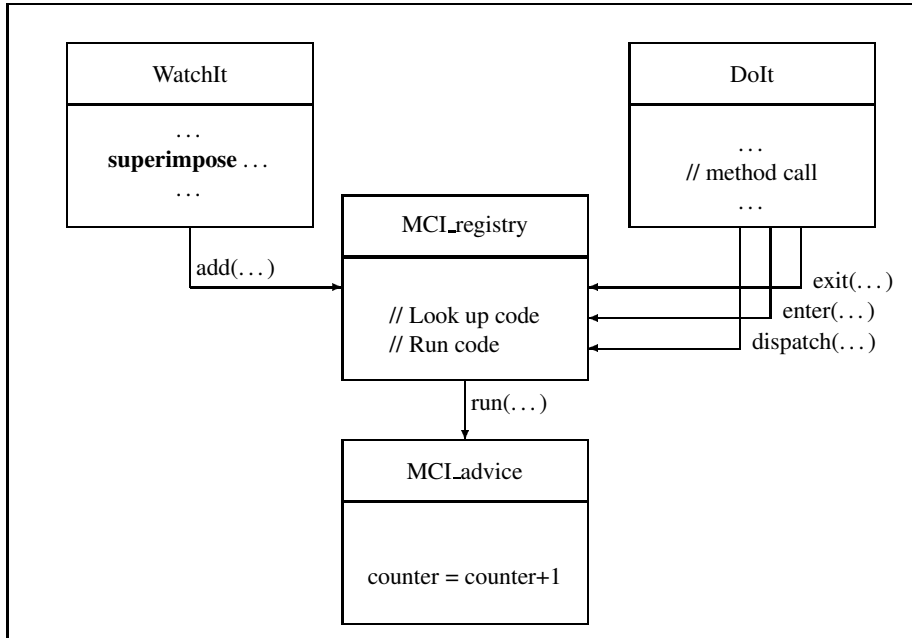 WatchIt
...
superimpose ...
...
DoIt
...
// method call
...
MCI_registry
// Look up code
// Run code
add(...)
exit(...)
enter(...)
dispatch(...)
run(...)
MCI_advice
counter = counter+1